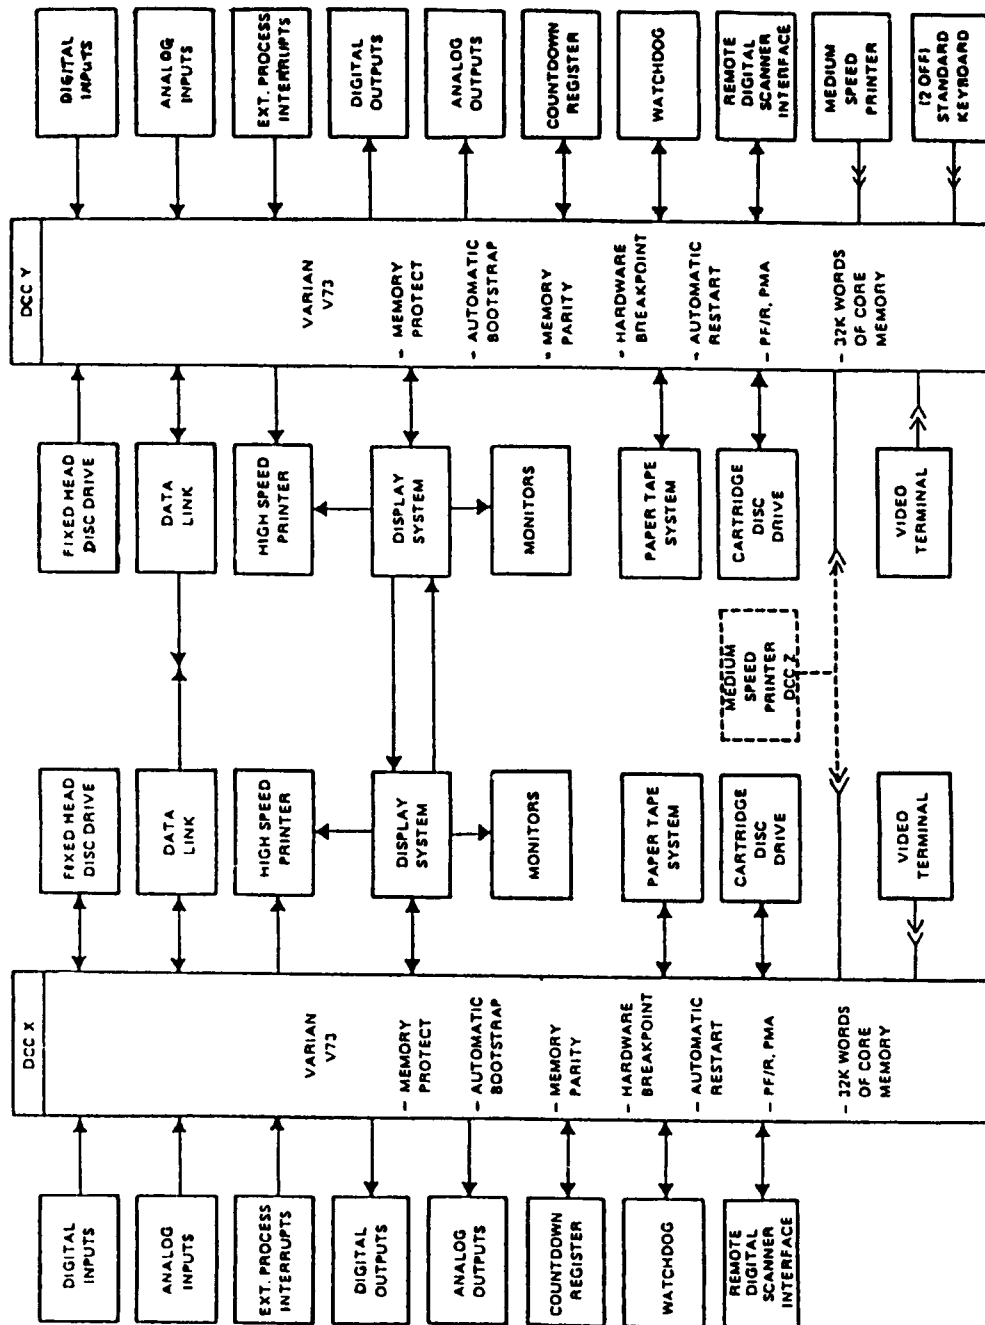 DCC X
VARIAN
V73
- MEMORY
PROTECT
- AUTOMATIC
BOOTSTRAP
- MEMORY
PARITY
- HARDWARE
BREAKPOINT
- AUTOMATIC
RESTART
- PF/R, PMA
- 32K WORDS
OF CORE
MEMORY
DIGITAL
INPUTS
ANALOG
INPUTS
EXT. PROCESS
INTERRUPTS
DIGITAL
OUTPUTS
ANALOG
OUTPUTS
COUNTDOWN
REGISTER
WATCHDOG
REMOTE
DIGITAL
SCANNER
INTERFACE
FIXED HEAD
DISC DRIVE
DATA
LINK
HIGH SPEED
PRINTER
DISPLAY
SYSTEM
MONITORS
PAPER TAPE
SYSTEM
CARTRIDGE
DISC
DRIVE
VIDEO
TERMINAL
MEDIUM
SPEED
PRINTER
DCC Z
FIXED HEAD
DISC DRIVE
DATA
LINK
HIGH SPEED
PRINTER
DISPLAY
SYSTEM
MONITORS
PAPER TAPE
SYSTEM
CARTRIDGE
DISC
DRIVE
VIDEO
TERMINAL
DCC Y
VARIAN
V73
- MEMORY
PROTECT
- AUTOMATIC
BOOTSTRAP
- MEMORY
PARITY
- HARDWARE
BREAKPOINT
- AUTOMATIC
RESTART
- PF/R, PMA
- 32K WORDS
OF CORE
MEMORY
DIGITAL
INPUTS
ANALOG
INPUTS
EXT. PROCESS
INTERRUPTS
DIGITAL
OUTPUTS
ANALOG
OUTPUTS
COUNTDOWN
REGISTER
WATCHDOG
REMOTE
DIGITAL
SCANNER
INTERFACE
MEDIUM
SPEED
PRINTER
(2 OFF)
STANDARD
KEYBOARD